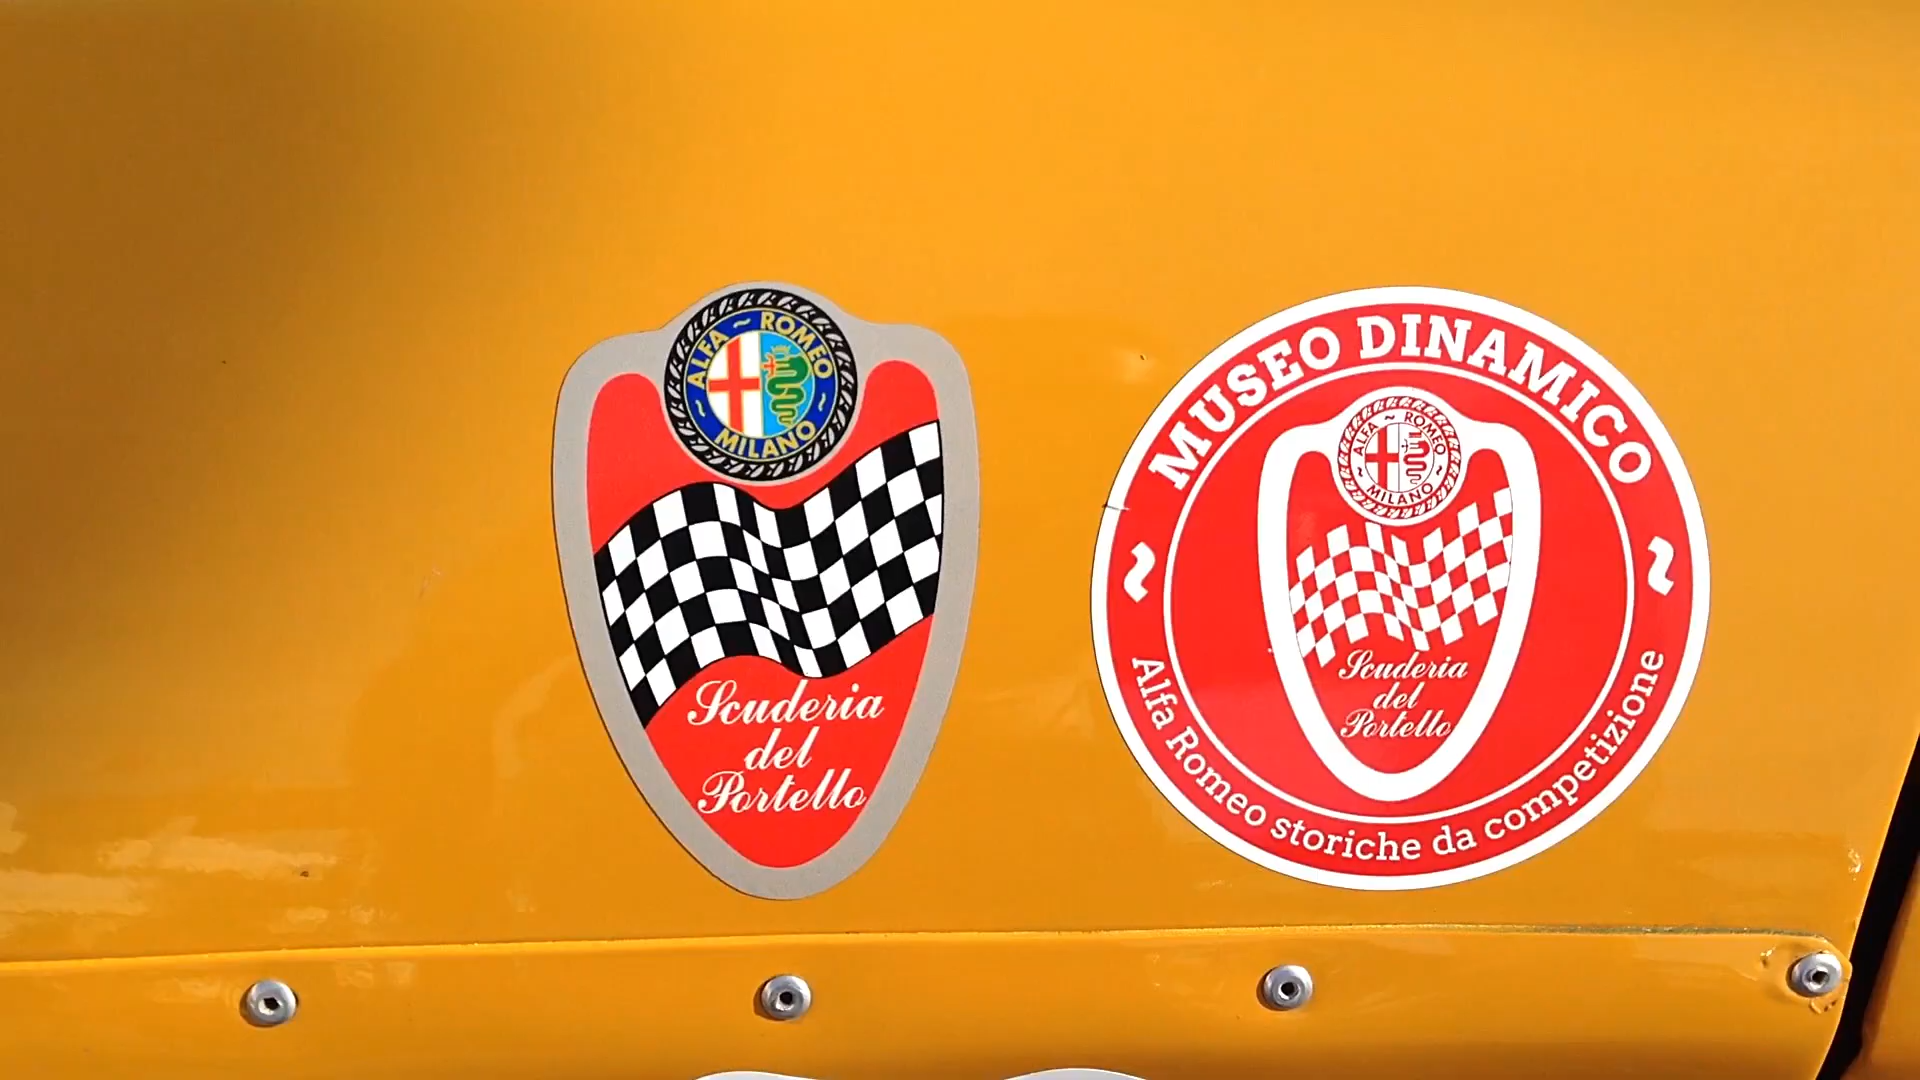 ALFA ~ ROMEO
~ MILANO ~
Scuderia
del
Portello
MUSEO DINAMICO
ALFA ~ ROMEO
~ MILANO ~
Scuderia
del
Portello
~ Alfa Romeo storiche da competizione ~